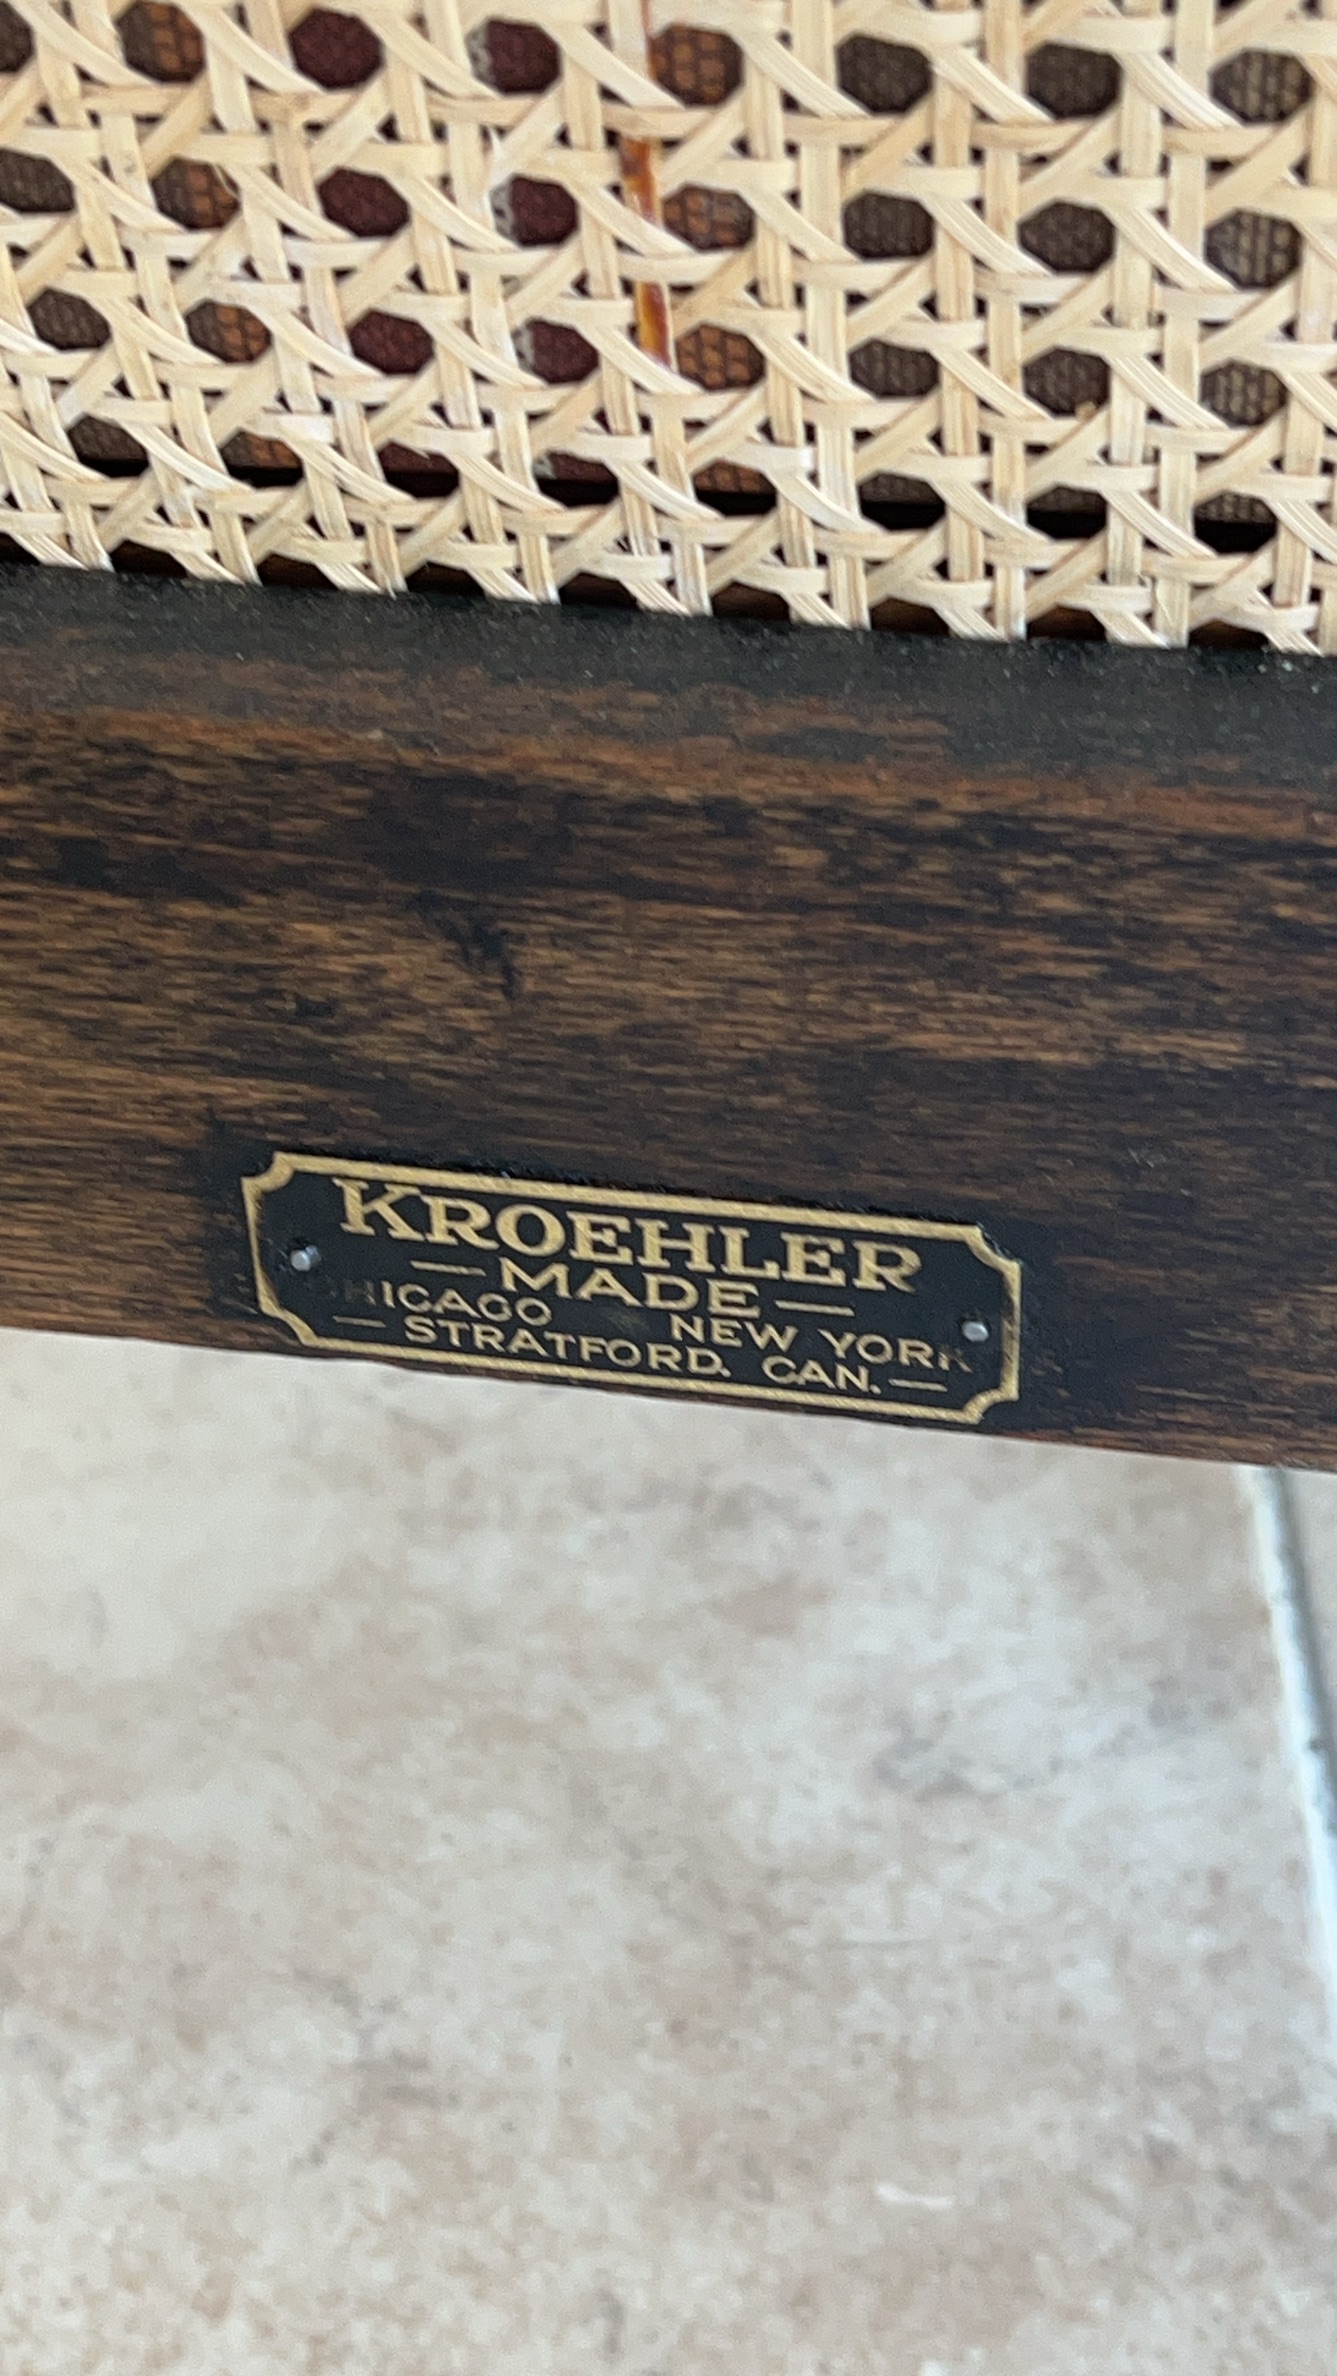 KROEHLER
— MADE —
CHICAGO NEW YORK
— STRATFORD. CAN. —